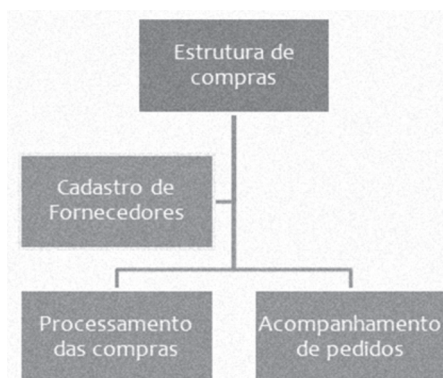 Estrutura de
compras
Cadastro de
Fornecedores
Processamento
das compras
Acompanhamento
de pedidos